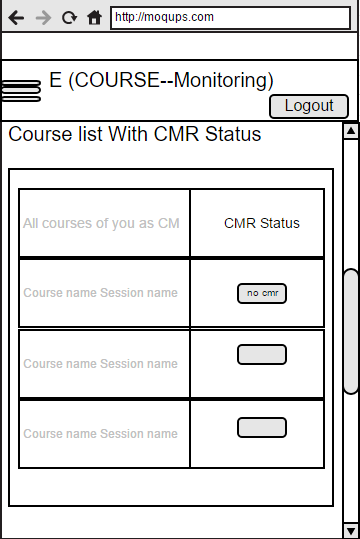 http://moqups.com
E (COURSE--Monitoring)
Logout
Course list With CMR Status
All courses of you as CM
CMR Status
Course name Session name
no cmr
Course name Session name
Course name Session name